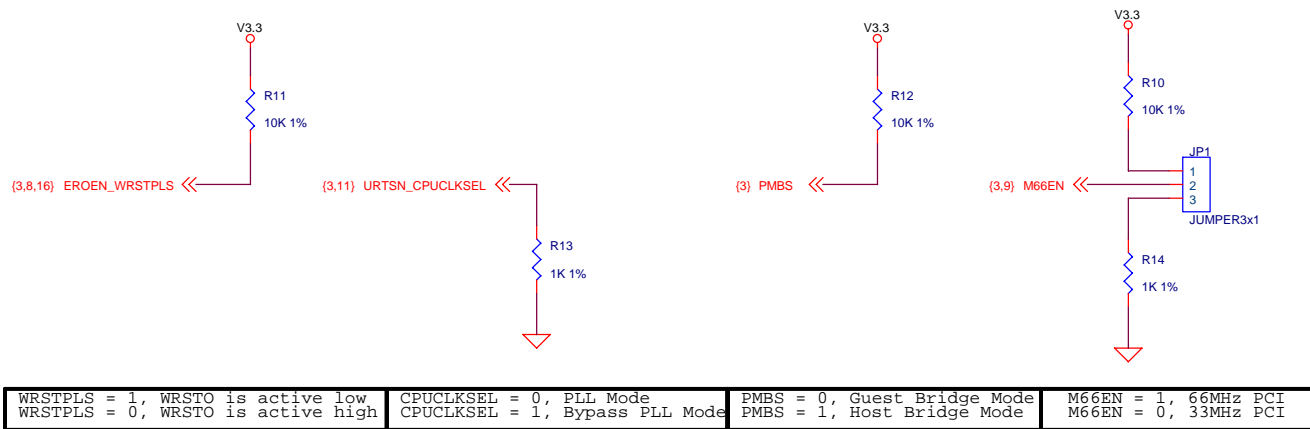 V3.3
R11
10K 1%
{3,8,16} EROEN_WRSTPLS
{3,11} URTSN_CPUCLKSEL
R13
1K 1%
V3.3
R12
10K 1%
{3} PMBS
V3.3
R10
10K 1%
JP1
1
2
3
JUMPER3x1
{3,9} M66EN
R14
1K 1%
WRSTPLS = 1, WRSTO is active low
WRSTPLS = 0, WRSTO is active high
CPUCLKSEL = 0, PLL Mode
CPUCLKSEL = 1, Bypass PLL Mode
PMBS = 0, Guest Bridge Mode
PMBS = 1, Host Bridge Mode
M66EN = 1, 66MHz PCI
M66EN = 0, 33MHz PCI